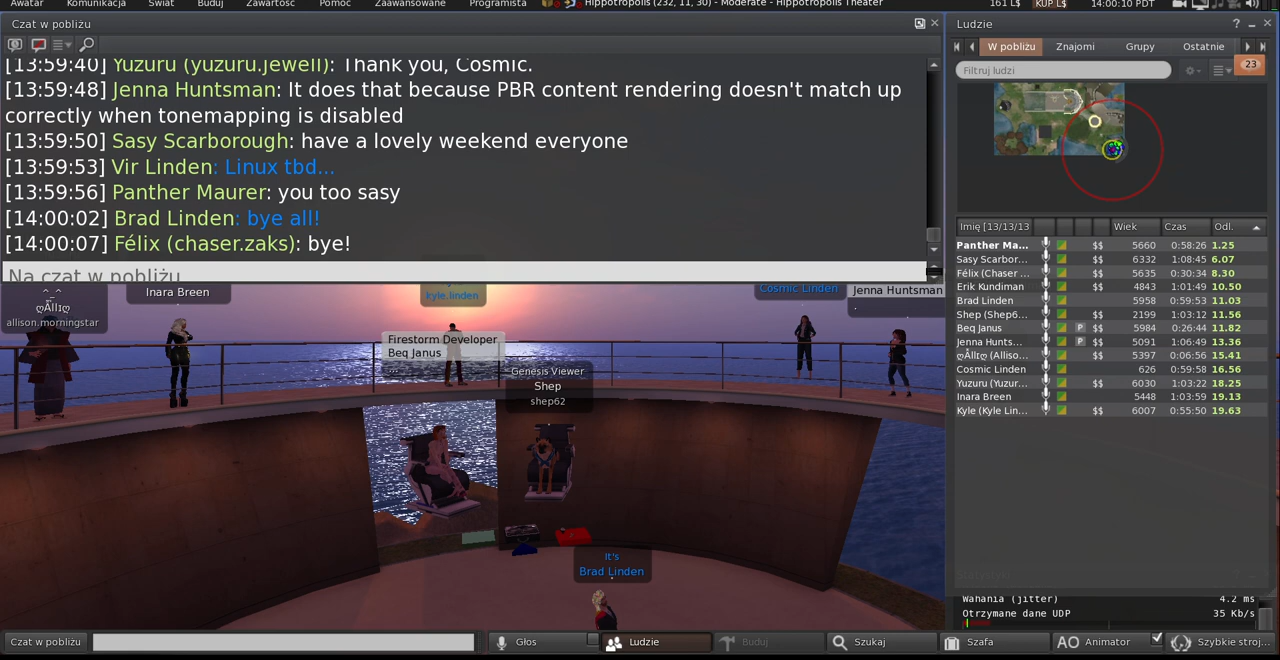 Awatar Komunikacja Świat Buduj Zawartość Pomoc Zaawansowane Programista Hippotropolis (232, 11, 30) - Moderate - Hippotropolis Theater 161 L$ KUP L$ 14:00:10 PDT
Czat w pobliżu
[13:59:40] Yuzuru (yuzuru.jewell): Thank you, Cosmic.
[13:59:48] Jenna Huntsman: It does that because PBR content rendering doesn't match up
correctly when tonemapping is disabled
[13:59:50] Sasy Scarborough: have a lovely weekend everyone
[13:59:53] Vir Linden: Linux tbd...
[13:59:56] Panther Maurer: you too sasy
[14:00:02] Brad Linden: bye all!
[14:00:07] Félix (chaser.zaks): bye!
Na czat w pobliżu
^_^
ღÅllıღ
allison.morningstar
Inara Breen
kyle.linden
Cosmic Linden
Jenna Huntsman
.
Firestorm Developer
Beq Janus
...
Genesis Viewer
Shep
shep62
It's
Brad Linden
Ludzie
? _ ×
W pobliżu Znajomi Grupy Ostatnie
Filtruj ludzi
23
Imię [13/13/13 Wiek Czas Odl.
Panther Ma... $$ 5660 0:58:26 1.25
Sasy Scarbor... $$ 6332 1:08:45 6.07
Félix (Chaser ... $$ 5635 0:30:34 8.30
Erik Kundiman $$ 4843 1:01:49 10.50
Brad Linden 5958 0:59:53 11.03
Shep (Shep6... $$ 2199 1:03:12 11.56
Beq Janus P $$ 5984 0:26:44 11.82
Jenna Hunts... P $$ 5091 1:06:49 13.36
ღÅllıღ (Alliso... $$ 5397 0:06:56 15.41
Cosmic Linden 626 0:59:58 16.56
Yuzuru (Yuzur... $$ 6030 1:03:22 18.25
Inara Breen 5448 1:03:59 19.13
Kyle (Kyle Lin... $$ 6007 0:55:50 19.63
Wahania (jitter) 4.2 ms
Otrzymane dane UDP 35 Kb/s
Czat w pobliżu Głos Ludzie Buduj Szukaj Szafa AO Animator Szybkie stroj...